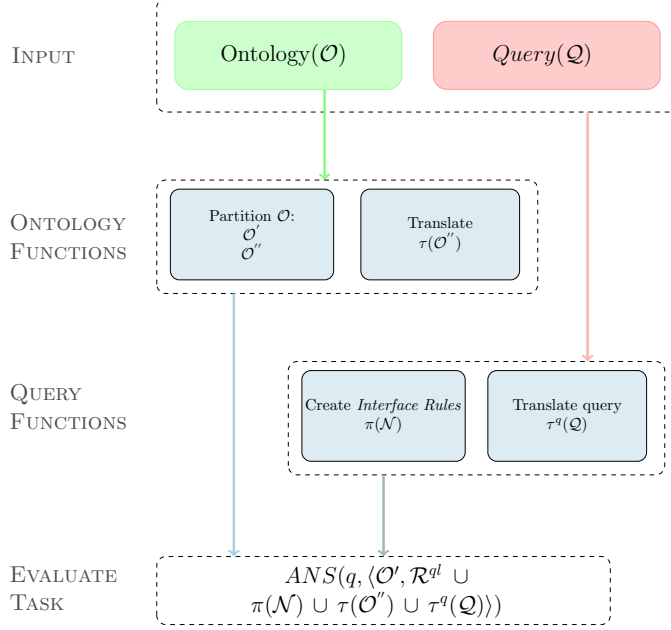 INPUT
Ontology(𝒪)
Query(𝒬)
ONTOLOGY
FUNCTIONS
Partition 𝒪:
𝒪′
𝒪″
Translate
τ(𝒪″)
QUERY
FUNCTIONS
Create Interface Rules
π(𝒩)
Translate query
τ^q(𝒬)
EVALUATE
TASK
ANS(q, ⟨𝒪′, ℛ^ql ∪
π(𝒩) ∪ τ(𝒪″) ∪ τ^q(𝒬)⟩)